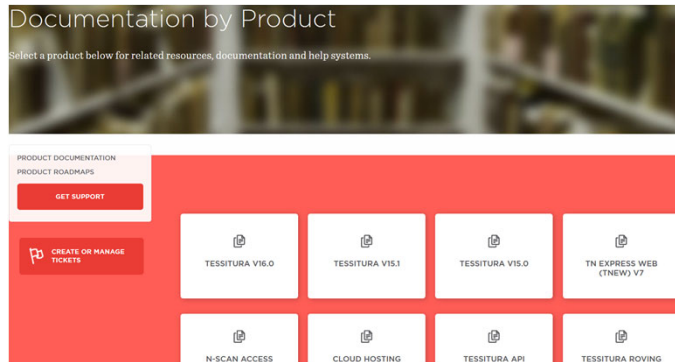 Documentation by Product
Select a product below for related resources, documentation and help systems.
PRODUCT DOCUMENTATION
PRODUCT ROADMAPS
GET SUPPORT
CREATE OR MANAGE
TICKETS
TESSITURA V16.0
TESSITURA V15.1
TESSITURA V15.0
TN EXPRESS WEB
(TNEW) V7
N-SCAN ACCESS
CLOUD HOSTING
TESSITURA API
TESSITURA ROVING